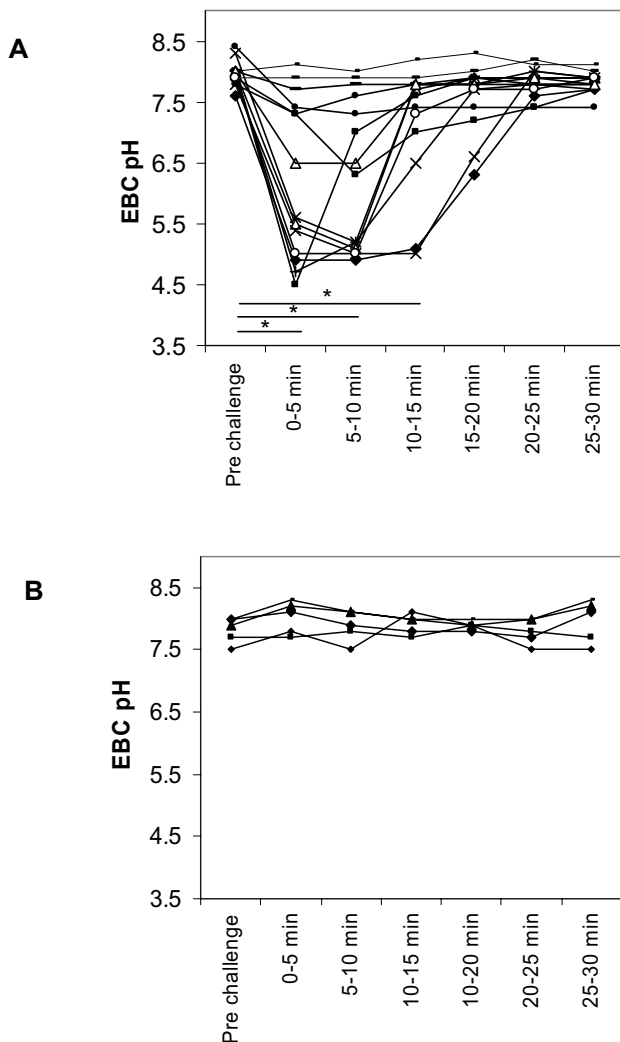 A
EBC pH
8.5
7.5
6.5
5.5
4.5
3.5
*
*
*
Pre challenge
0-5 min
5-10 min
10-15 min
15-20 min
20-25 min
25-30 min
B
EBC pH
8.5
7.5
6.5
5.5
4.5
3.5
Pre challenge
0-5 min
5-10 min
10-15 min
10-20 min
20-25 min
25-30 min